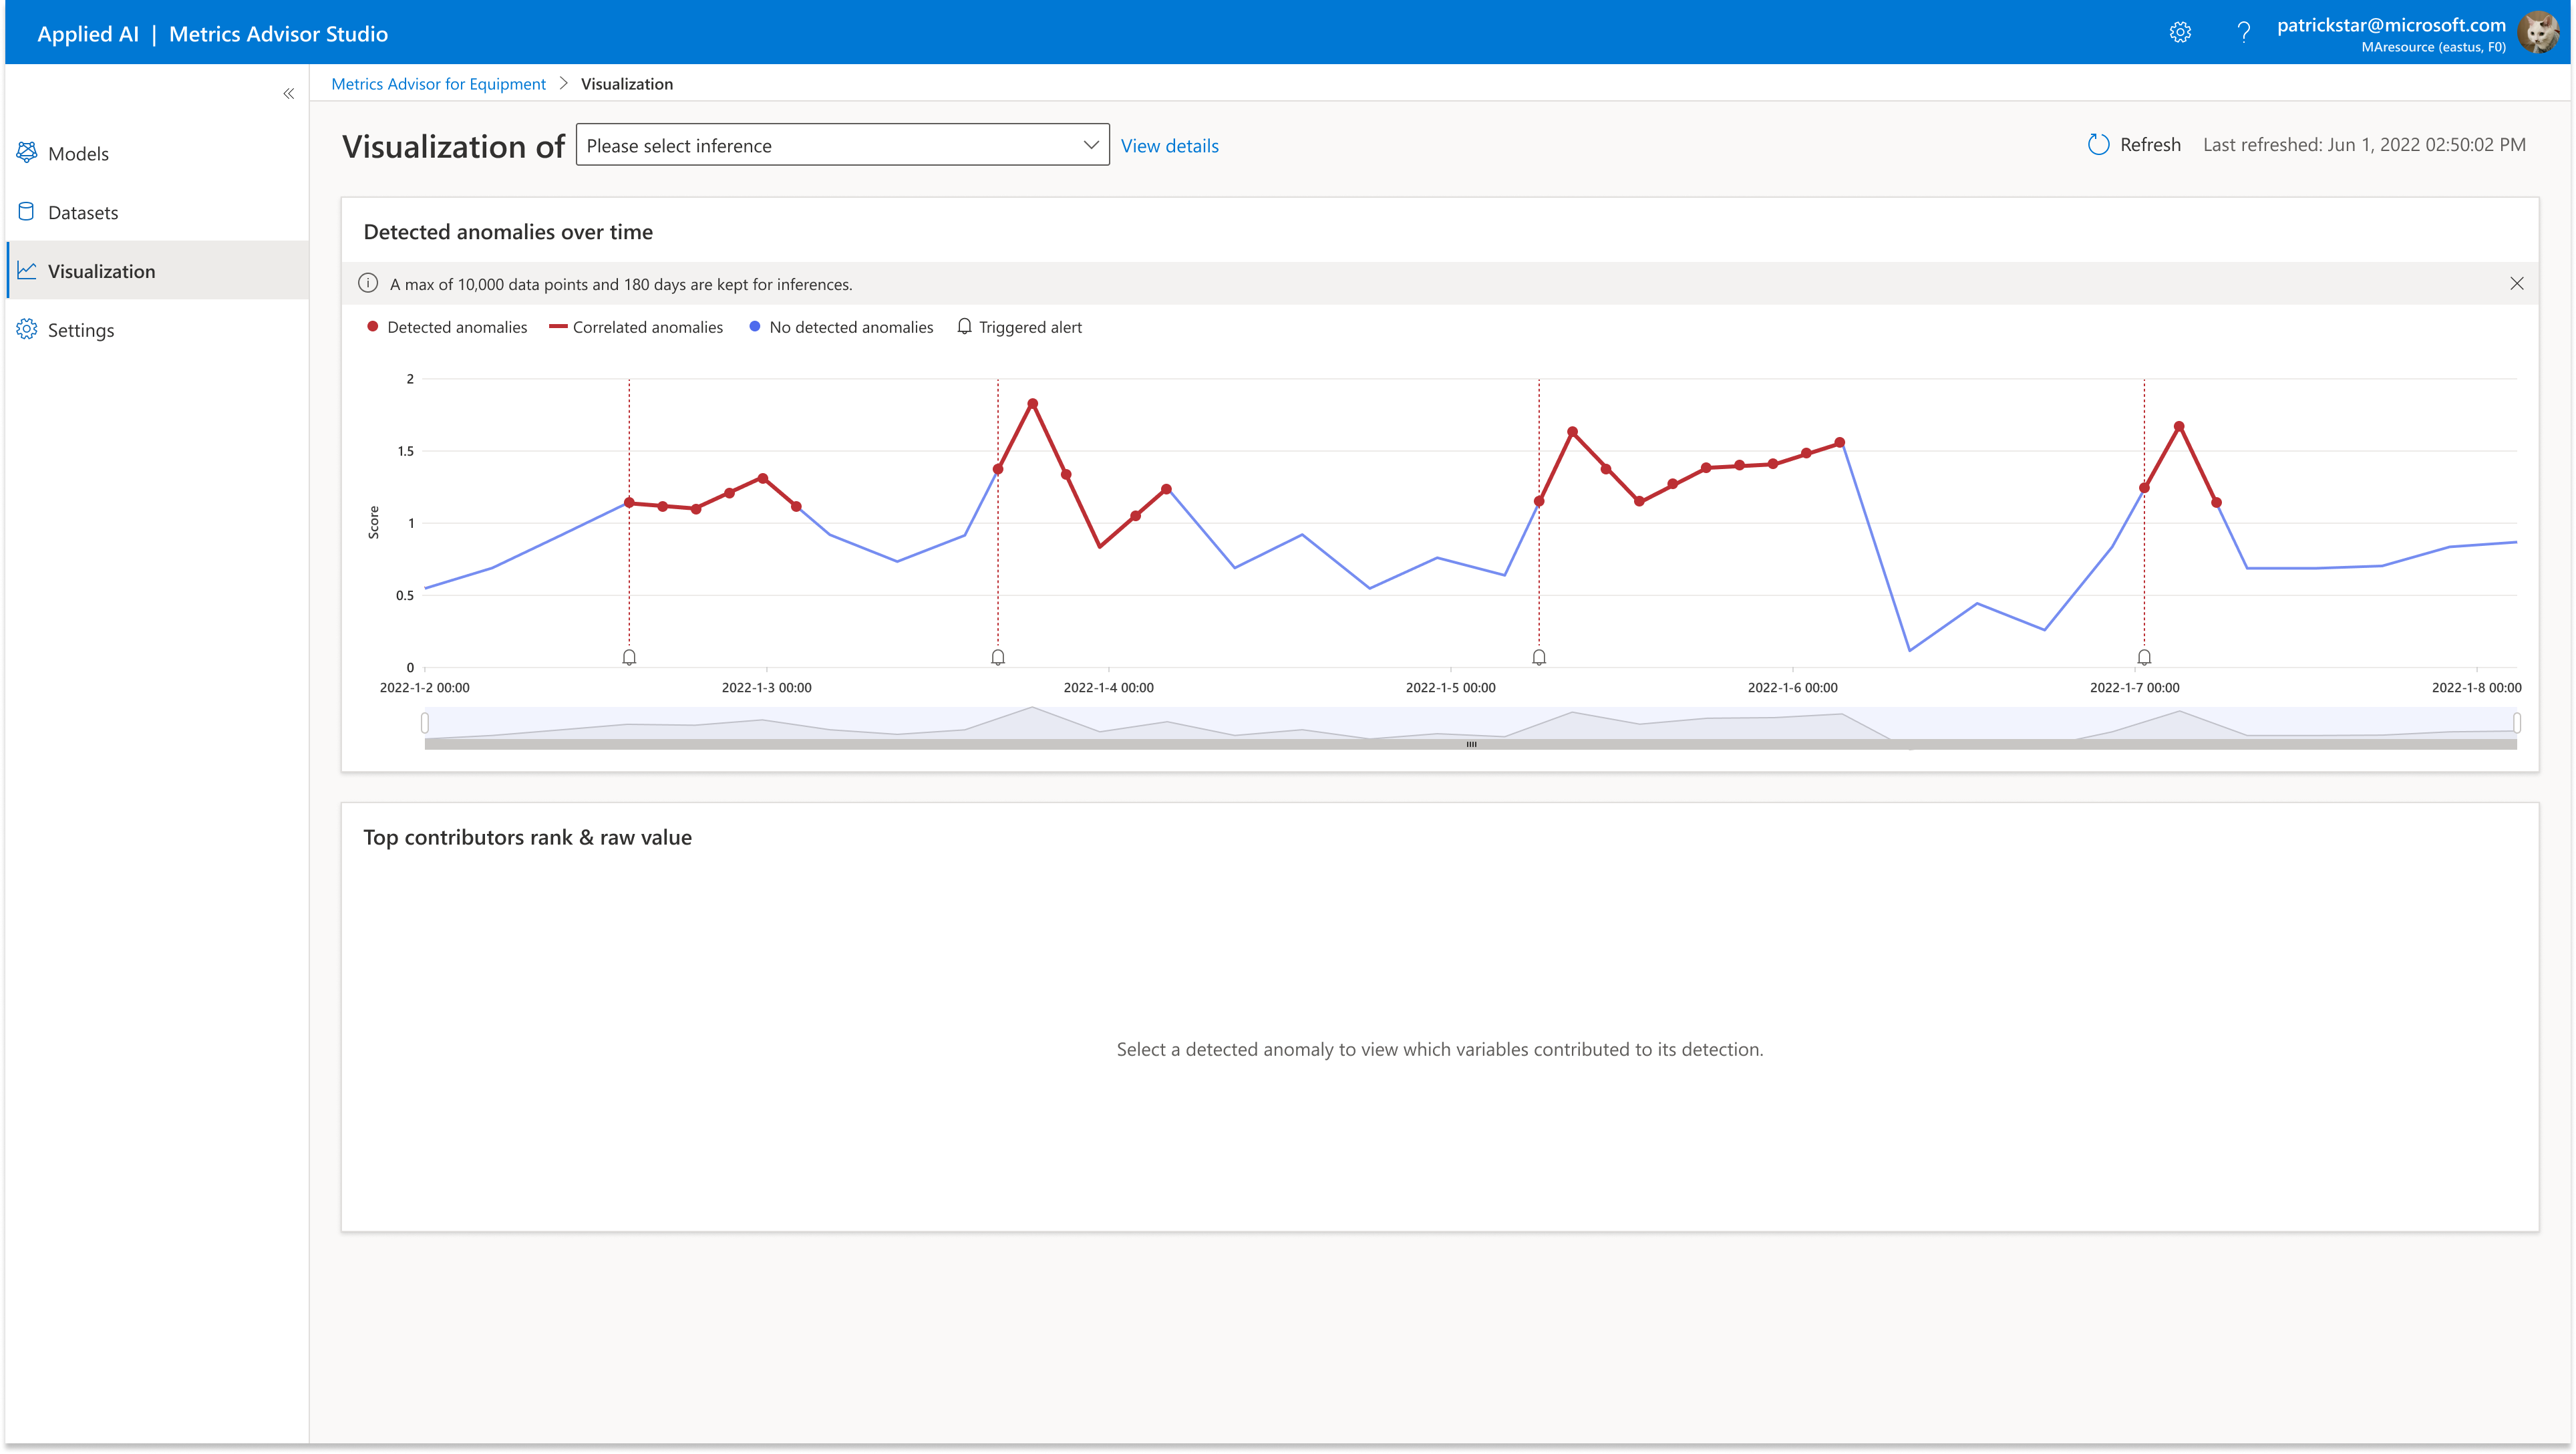 Applied AI | Metrics Advisor Studio
patrickstar@microsoft.com
MAresource (eastus, F0)
Metrics Advisor for Equipment > Visualization
Models
Datasets
Visualization
Settings
Visualization of Please select inference View details
Refresh Last refreshed: Jun 1, 2022 02:50:02 PM
Detected anomalies over time
A max of 10,000 data points and 180 days are kept for inferences.
Detected anomalies Correlated anomalies No detected anomalies Triggered alert
2
1.5
1
0.5
0
Score
2022-1-2 00:00 2022-1-3 00:00 2022-1-4 00:00 2022-1-5 00:00 2022-1-6 00:00 2022-1-7 00:00 2022-1-8 00:00
Top contributors rank & raw value
Select a detected anomaly to view which variables contributed to its detection.